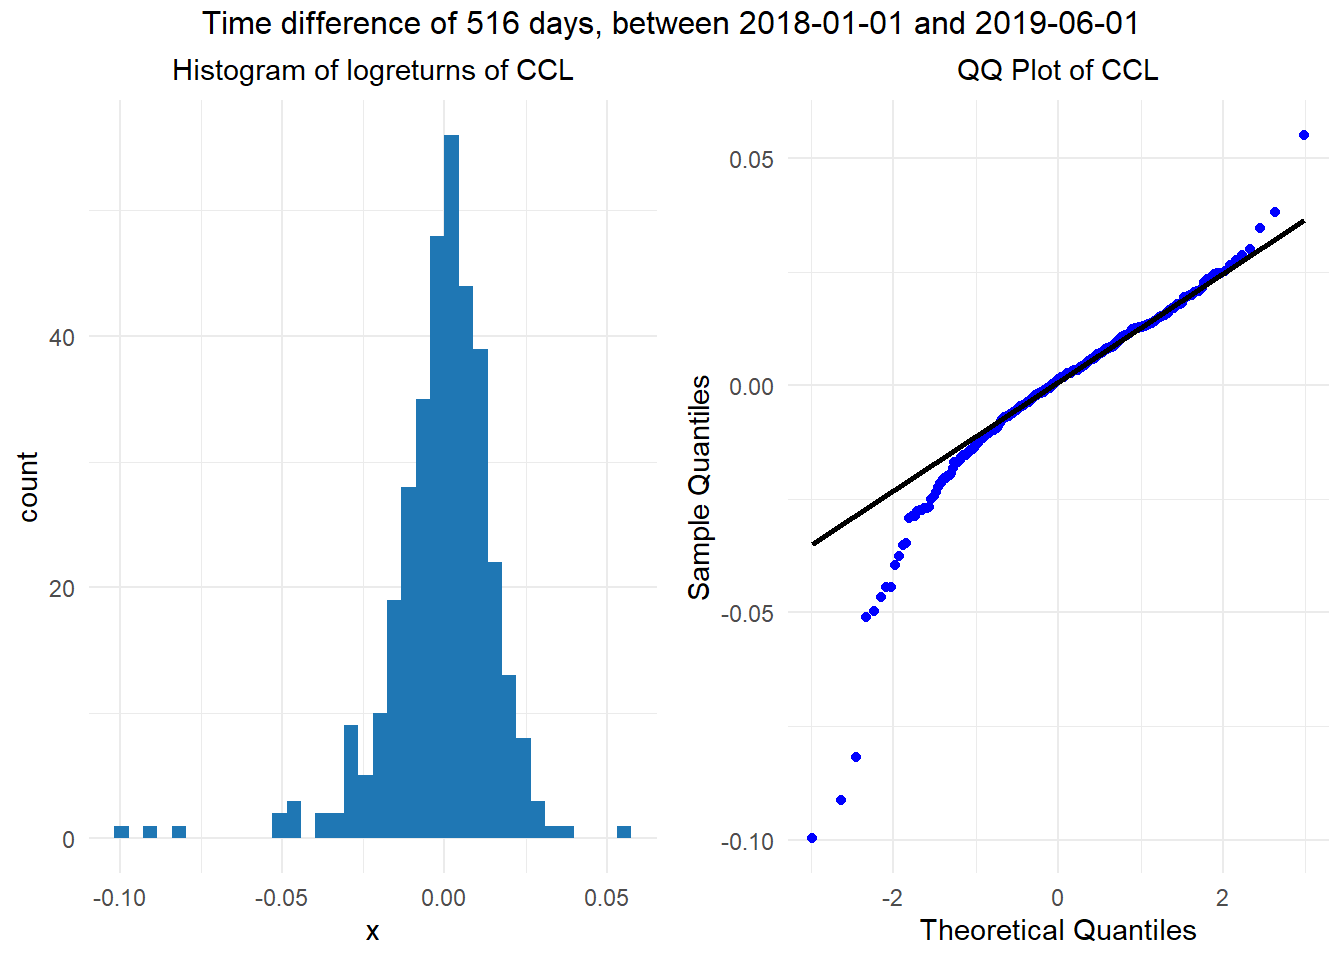 Time difference of 516 days, between 2018-01-01 and 2019-06-01
Histogram of logreturns of CCL
count
40
20
0
-0.10 -0.05 0.00 0.05
x
QQ Plot of CCL
Sample Quantiles
0.05
0.00
-0.05
-0.10
-2 0 2
Theoretical Quantiles